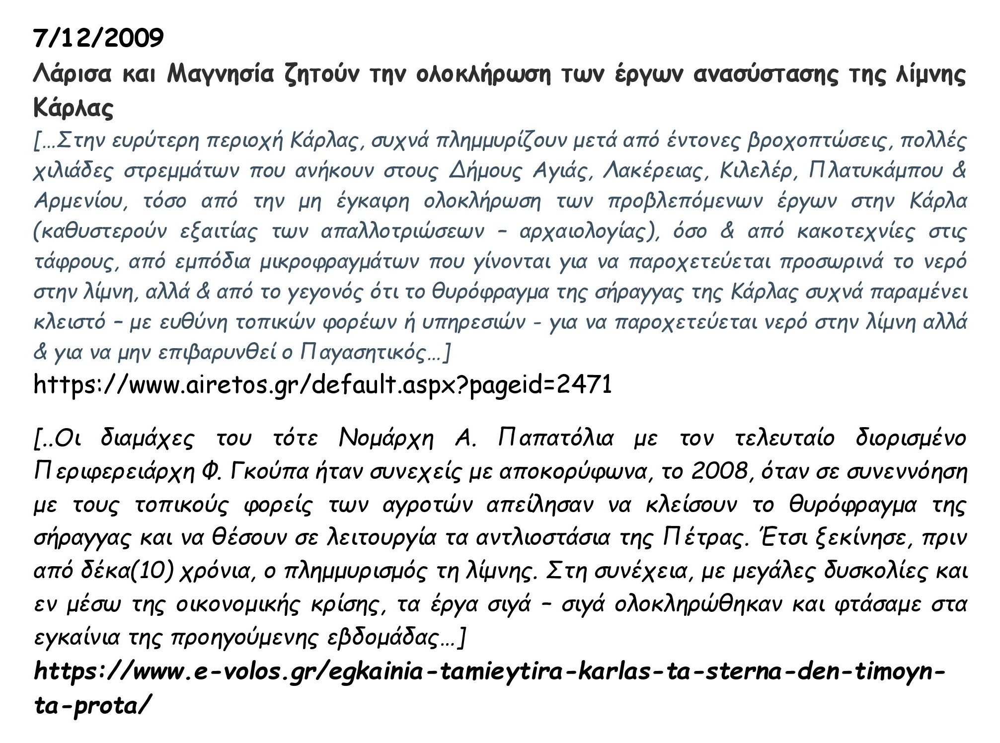 7/12/2009
Λάρισα και Μαγνησία ζητούν την ολοκλήρωση των έργων ανασύστασης της λίμνης
Κάρλας
[…Στην ευρύτερη περιοχή Κάρλας, συχνά πλημμυρίζουν μετά από έντονες βροχοπτώσεις, πολλές
χιλιάδες στρεμμάτων που ανήκουν στους Δήμους Αγιάς, Λακέρειας, Κιλελέρ, Πλατυκάμπου &
Αρμενίου, τόσο από την μη έγκαιρη ολοκλήρωση των προβλεπόμενων έργων στην Κάρλα
(καθυστερούν εξαιτίας των απαλλοτριώσεων – αρχαιολογίας), όσο & από κακοτεχνίες στις
τάφρους, από εμπόδια μικροφραγμάτων που γίνονται για να παροχετεύεται προσωρινά το νερό
στην λίμνη, αλλά & από το γεγονός ότι το θυρόφραγμα της σήραγγας της Κάρλας συχνά παραμένει
κλειστό – με ευθύνη τοπικών φορέων ή υπηρεσιών - για να παροχετεύεται νερό στην λίμνη αλλά
& για να μην επιβαρυνθεί ο Παγασητικός…]
https://www.airetos.gr/default.aspx?pageid=2471
[..Οι διαμάχες του τότε Νομάρχη Α. Παπατόλια με τον τελευταίο διορισμένο
Περιφερειάρχη Φ. Γκούπα ήταν συνεχείς με αποκορύφωνα, το 2008, όταν σε συνεννόηση
με τους τοπικούς φορείς των αγροτών απείλησαν να κλείσουν το θυρόφραγμα της
σήραγγας και να θέσουν σε λειτουργία τα αντλιοστάσια της Πέτρας. Έτσι ξεκίνησε, πριν
από δέκα(10) χρόνια, ο πλημμυρισμός τη λίμνης. Στη συνέχεια, με μεγάλες δυσκολίες και
εν μέσω της οικονομικής κρίσης, τα έργα σιγά – σιγά ολοκληρώθηκαν και φτάσαμε στα
εγκαίνια της προηγούμενης εβδομάδας…]
https://www.e-volos.gr/egkainia-tamieytira-karlas-ta-sterna-den-timoyn-
ta-prota/